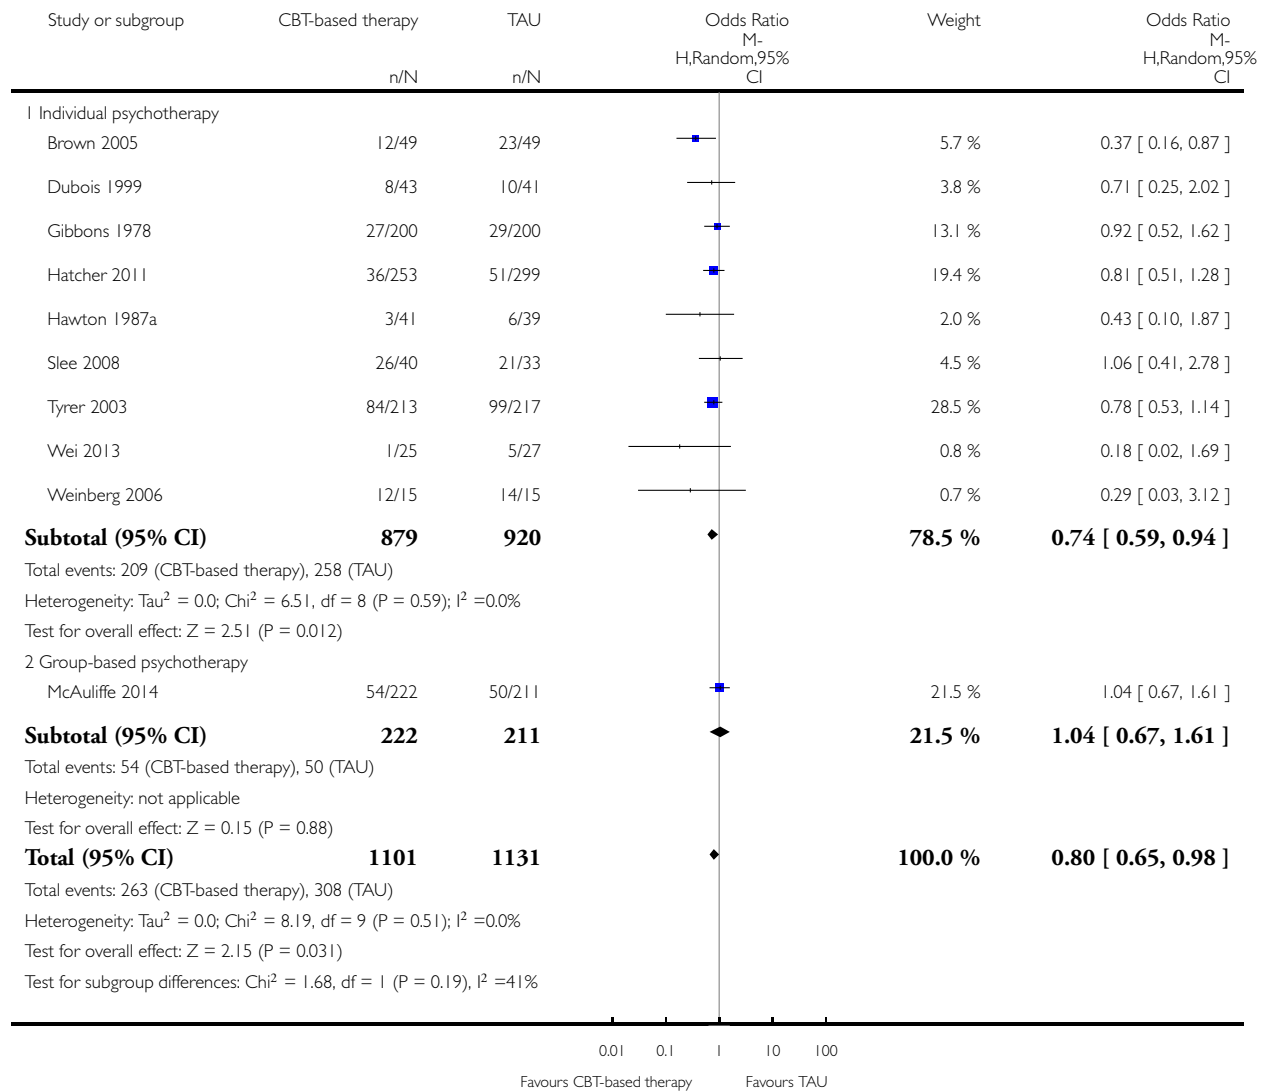 Study or subgroup CBT-based therapy TAU Odds Ratio Weight Odds Ratio
M- M-
H,Random,95% H,Random,95%
n/N n/N CI CI
1 Individual psychotherapy
Brown 2005 12/49 23/49 5.7 % 0.37 [ 0.16, 0.87 ]
Dubois 1999 8/43 10/41 3.8 % 0.71 [ 0.25, 2.02 ]
Gibbons 1978 27/200 29/200 13.1 % 0.92 [ 0.52, 1.62 ]
Hatcher 2011 36/253 51/299 19.4 % 0.81 [ 0.51, 1.28 ]
Hawton 1987a 3/41 6/39 2.0 % 0.43 [ 0.10, 1.87 ]
Slee 2008 26/40 21/33 4.5 % 1.06 [ 0.41, 2.78 ]
Tyrer 2003 84/213 99/217 28.5 % 0.78 [ 0.53, 1.14 ]
Wei 2013 1/25 5/27 0.8 % 0.18 [ 0.02, 1.69 ]
Weinberg 2006 12/15 14/15 0.7 % 0.29 [ 0.03, 3.12 ]
Subtotal (95% CI) 879 920 78.5 % 0.74 [ 0.59, 0.94 ]
Total events: 209 (CBT-based therapy), 258 (TAU)
Heterogeneity: Tau² = 0.0; Chi² = 6.51, df = 8 (P = 0.59); I² =0.0%
Test for overall effect: Z = 2.51 (P = 0.012)
2 Group-based psychotherapy
McAuliffe 2014 54/222 50/211 21.5 % 1.04 [ 0.67, 1.61 ]
Subtotal (95% CI) 222 211 21.5 % 1.04 [ 0.67, 1.61 ]
Total events: 54 (CBT-based therapy), 50 (TAU)
Heterogeneity: not applicable
Test for overall effect: Z = 0.15 (P = 0.88)
Total (95% CI) 1101 1131 100.0 % 0.80 [ 0.65, 0.98 ]
Total events: 263 (CBT-based therapy), 308 (TAU)
Heterogeneity: Tau² = 0.0; Chi² = 8.19, df = 9 (P = 0.51); I² =0.0%
Test for overall effect: Z = 2.15 (P = 0.031)
Test for subgroup differences: Chi² = 1.68, df = 1 (P = 0.19), I² =41%
0.01 0.1 1 10 100
Favours CBT-based therapy Favours TAU